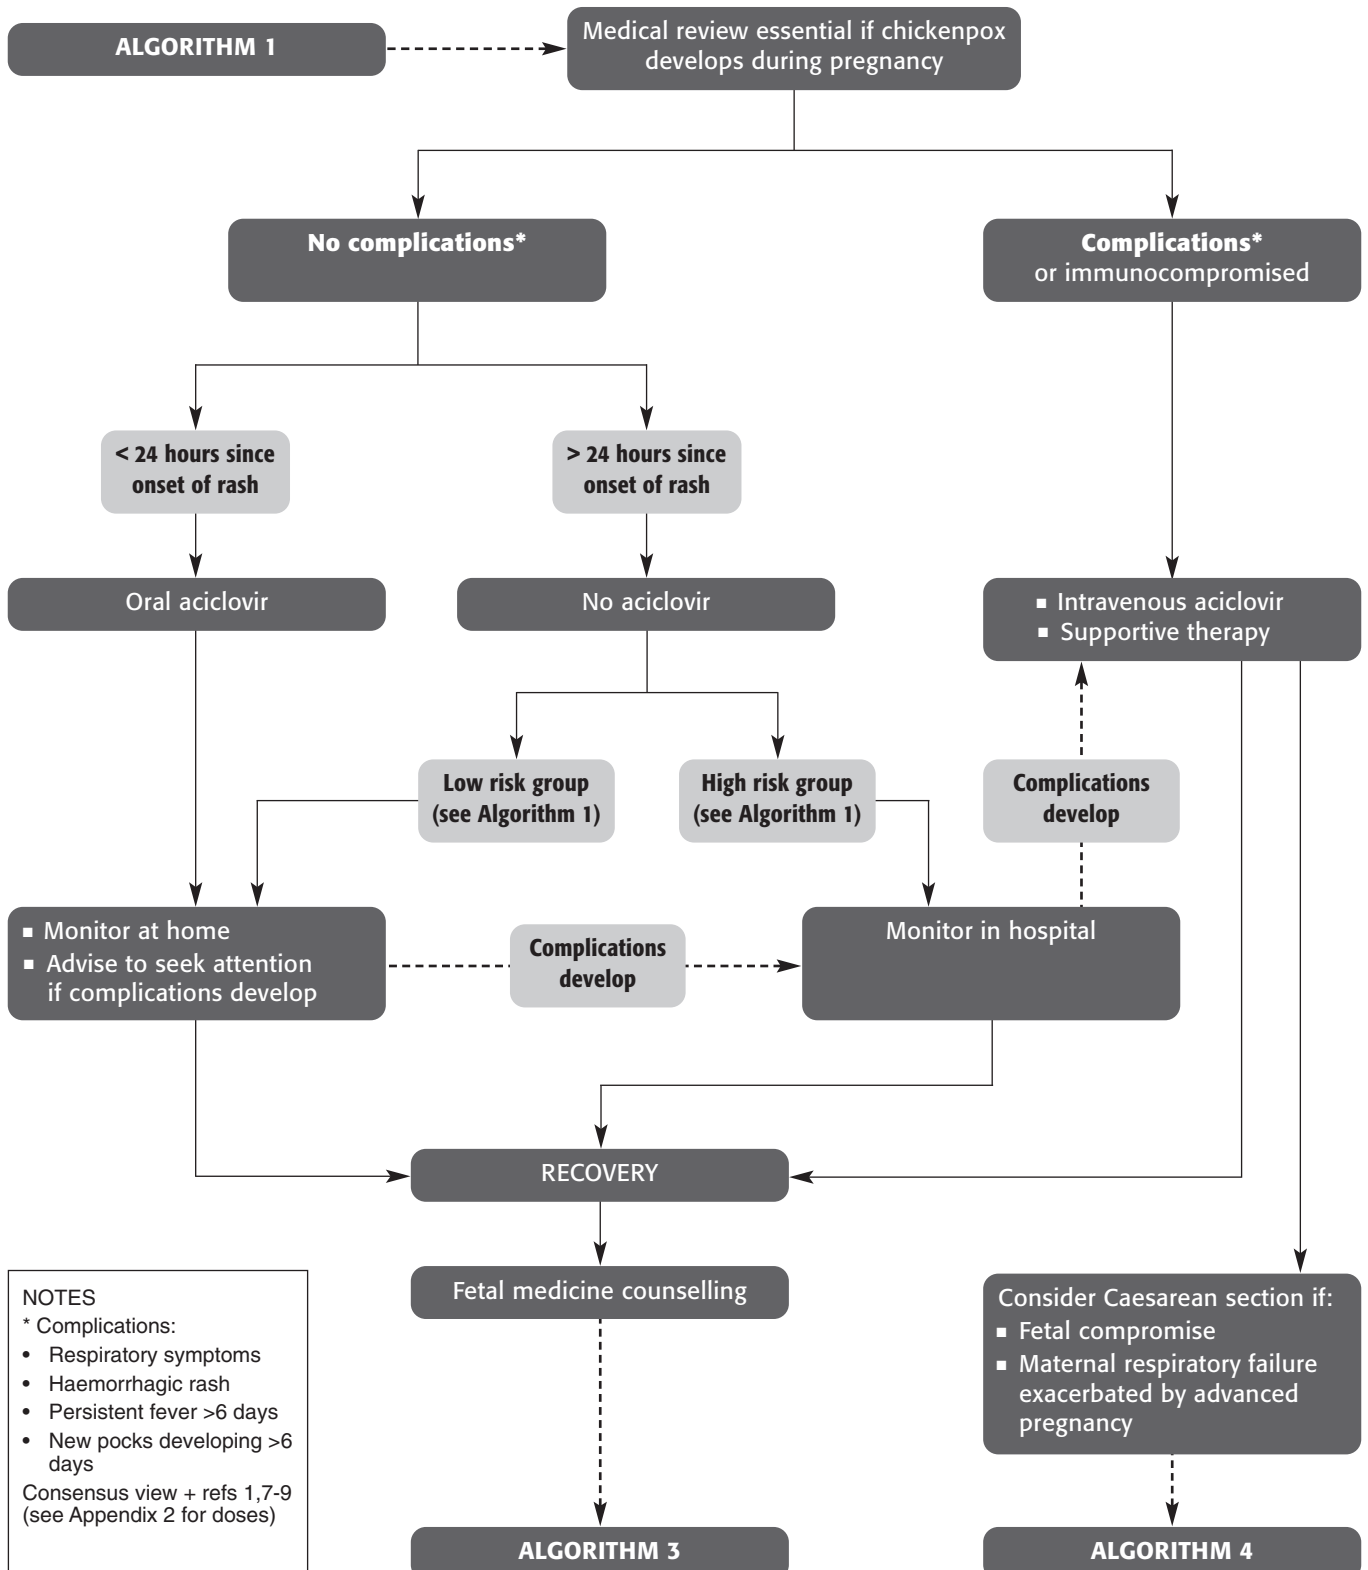 ALGORITHM 1
Medical review essential if chickenpox
develops during pregnancy
No complications*
Complications*
or immunocompromised
< 24 hours since
onset of rash
> 24 hours since
onset of rash
Oral aciclovir
No aciclovir
▪ Intravenous aciclovir
▪ Supportive therapy
Low risk group
(see Algorithm 1)
High risk group
(see Algorithm 1)
Complications
develop
▪ Monitor at home
▪ Advise to seek attention
if complications develop
Complications
develop
Monitor in hospital
RECOVERY
Fetal medicine counselling
Consider Caesarean section if:
▪ Fetal compromise
▪ Maternal respiratory failure
exacerbated by advanced
pregnancy
NOTES
* Complications:
• Respiratory symptoms
• Haemorrhagic rash
• Persistent fever >6 days
• New pocks developing >6
days
Consensus view + refs 1,7-9
(see Appendix 2 for doses)
ALGORITHM 3
ALGORITHM 4